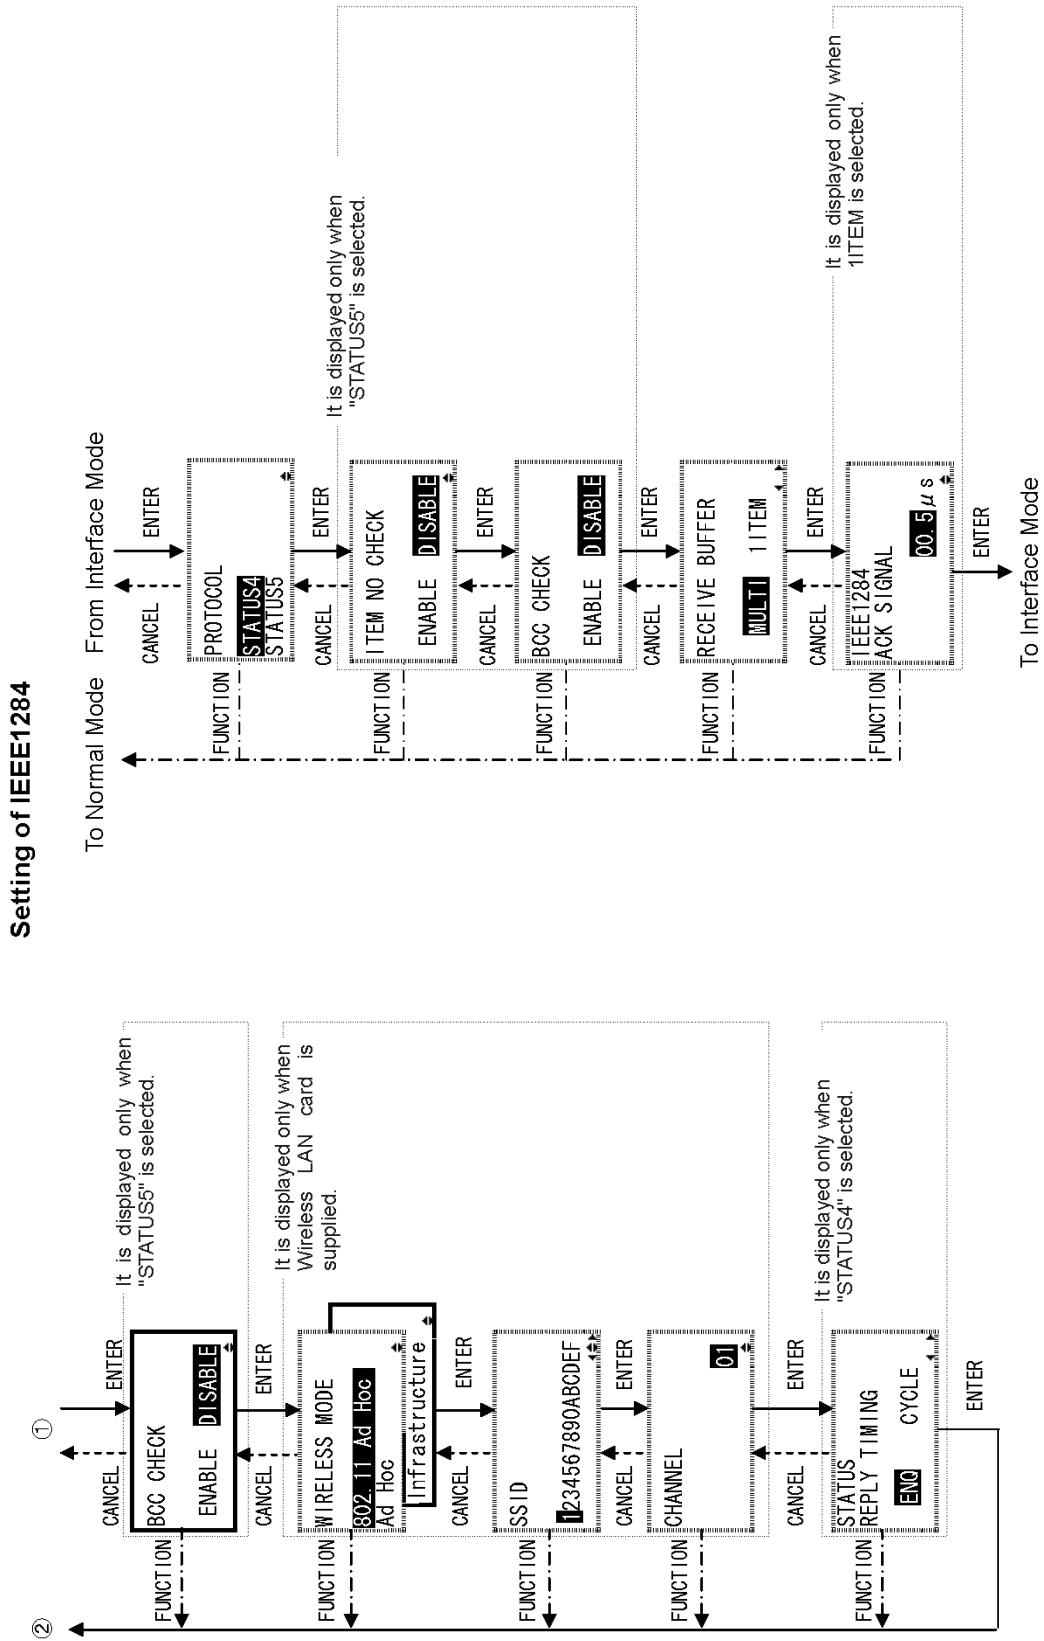 ①
②
CANCEL
ENTER
BCC CHECK
ENABLE DISABLE
FUNCTION
It is displayed only when
"STATUS5" is selected.
CANCEL
ENTER
WIRELESS MODE
802.11 Ad Hoc
Ad Hoc
Infrastructure
FUNCTION
It is displayed only when
Wireless LAN card is
supplied.
CANCEL
ENTER
SSID
1234567890ABCDEF
FUNCTION
CANCEL
ENTER
CHANNEL
01
FUNCTION
CANCEL
ENTER
STATUS
REPLY TIMING
ENQ CYCLE
FUNCTION
It is displayed only when
"STATUS4" is selected.
ENTER
Setting of IEEE1284
To Normal Mode
From Interface Mode
CANCEL
ENTER
PROTOCOL
STATUS4
STATUS5
FUNCTION
CANCEL
ENTER
It is displayed only when
"STATUS5" is selected.
ITEM NO CHECK
ENABLE DISABLE
FUNCTION
CANCEL
ENTER
BCC CHECK
ENABLE DISABLE
FUNCTION
CANCEL
ENTER
RECEIVE BUFFER
MULTI 1ITEM
FUNCTION
CANCEL
ENTER
It is displayed only when
1ITEM is selected.
IEEE1284
ACK SIGNAL
00.5μs
FUNCTION
ENTER
To Interface Mode